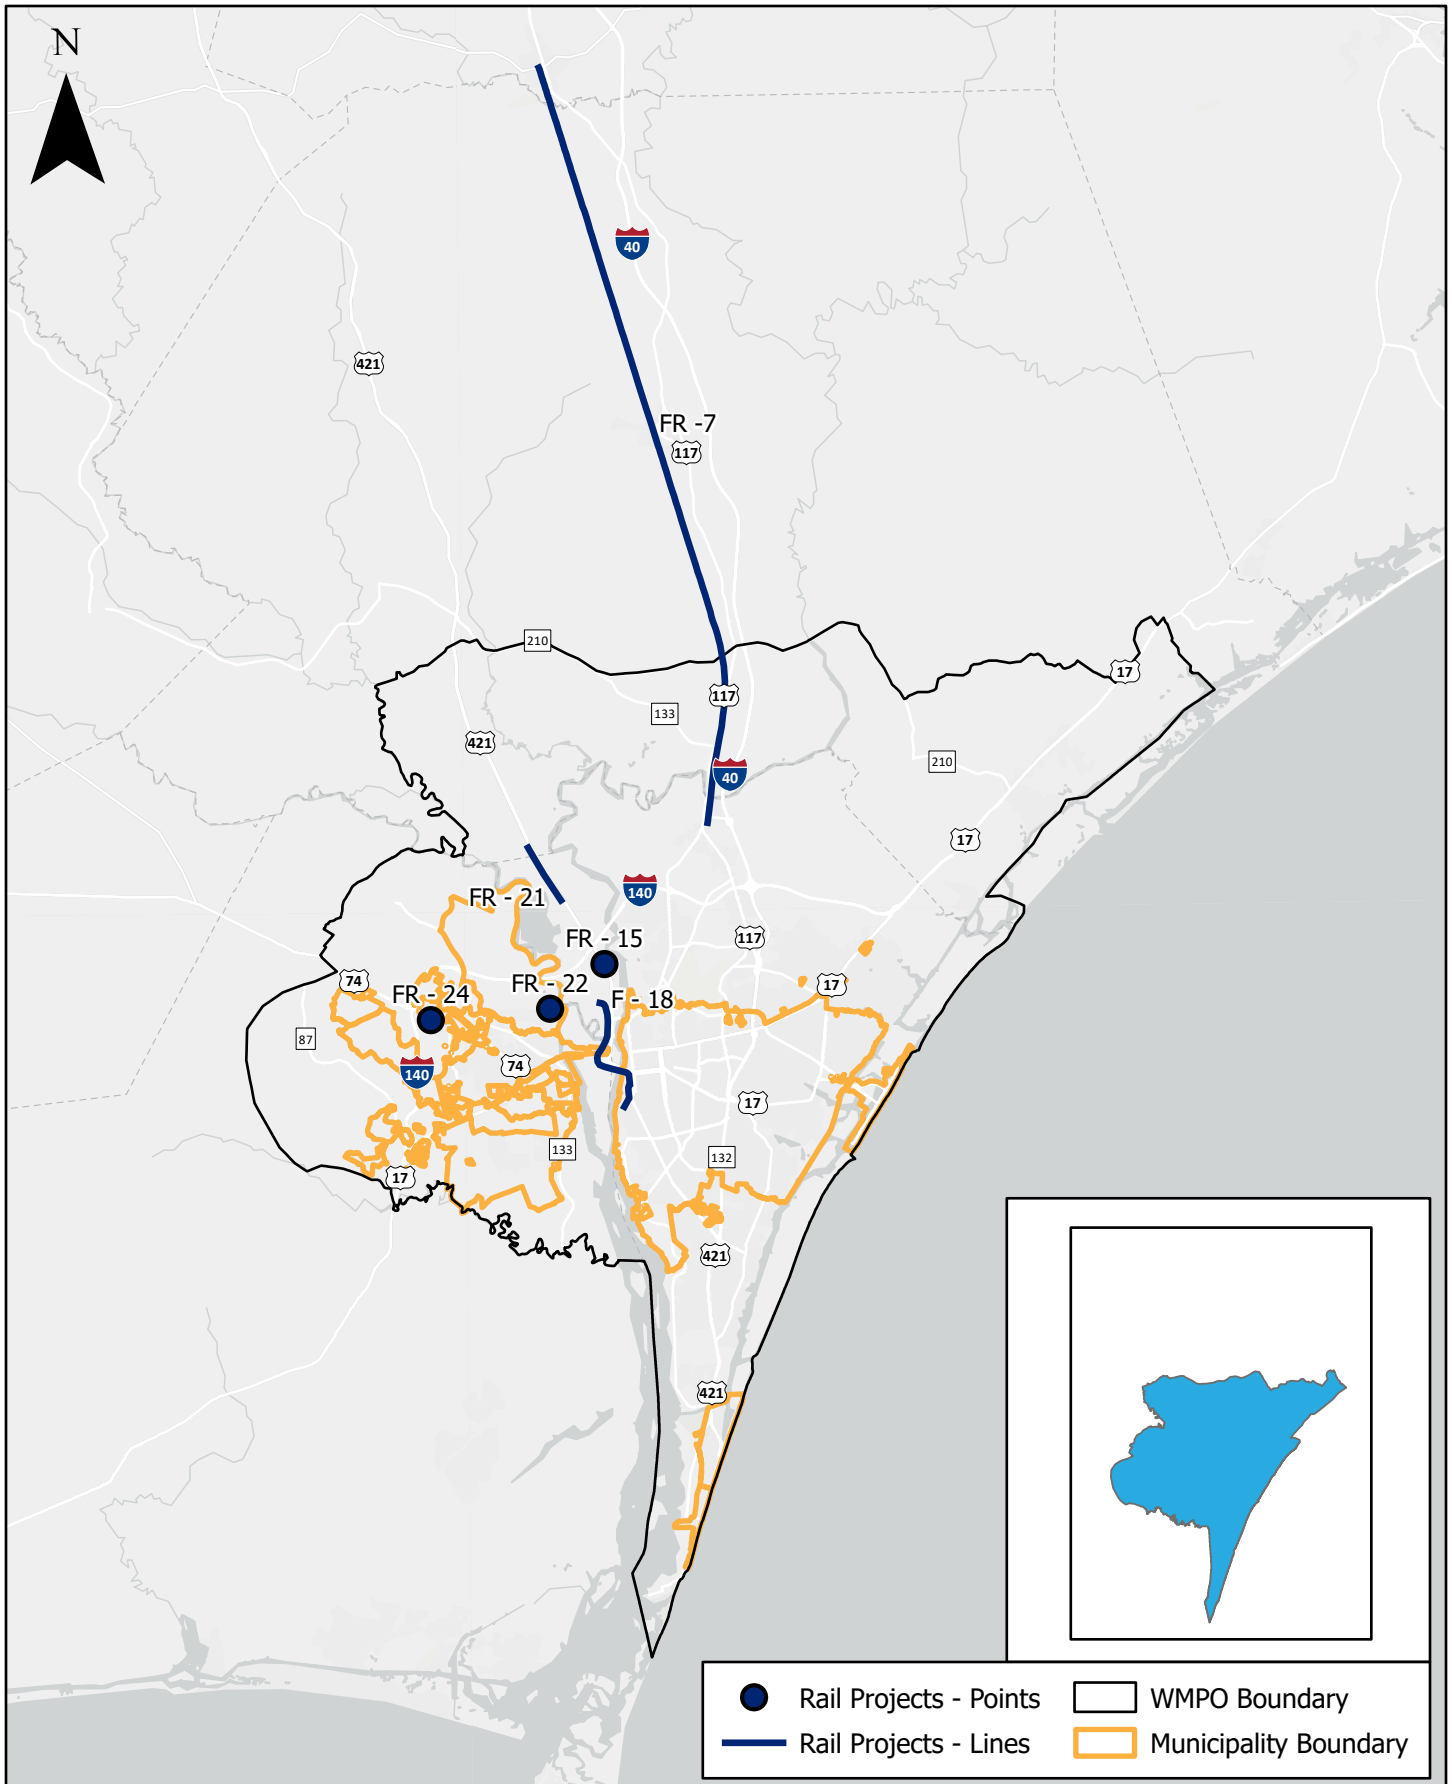 N
40
421
FR -7
117
210
17
117
133
421
210
40
17
140
FR - 21
117
FR - 15
74
FR - 22
17
FR - 24
F - 18
87
74
140
17
133
132
17
421
421
Rail Projects - Points
WMPO Boundary
Rail Projects - Lines
Municipality Boundary